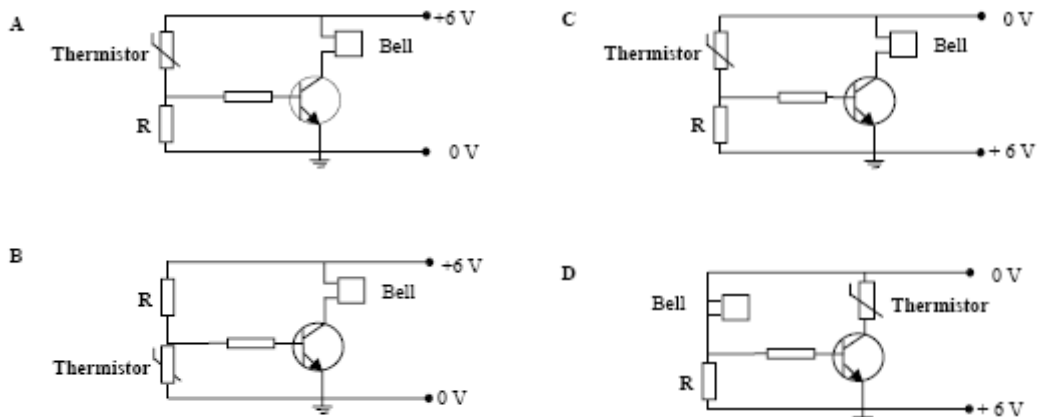 A
+6 V
Bell
Thermistor
R
0 V
C
0 V
Bell
Thermistor
R
+ 6 V
B
+6 V
R
Bell
Thermistor
0 V
D
0 V
Bell
Thermistor
R
+ 6 V